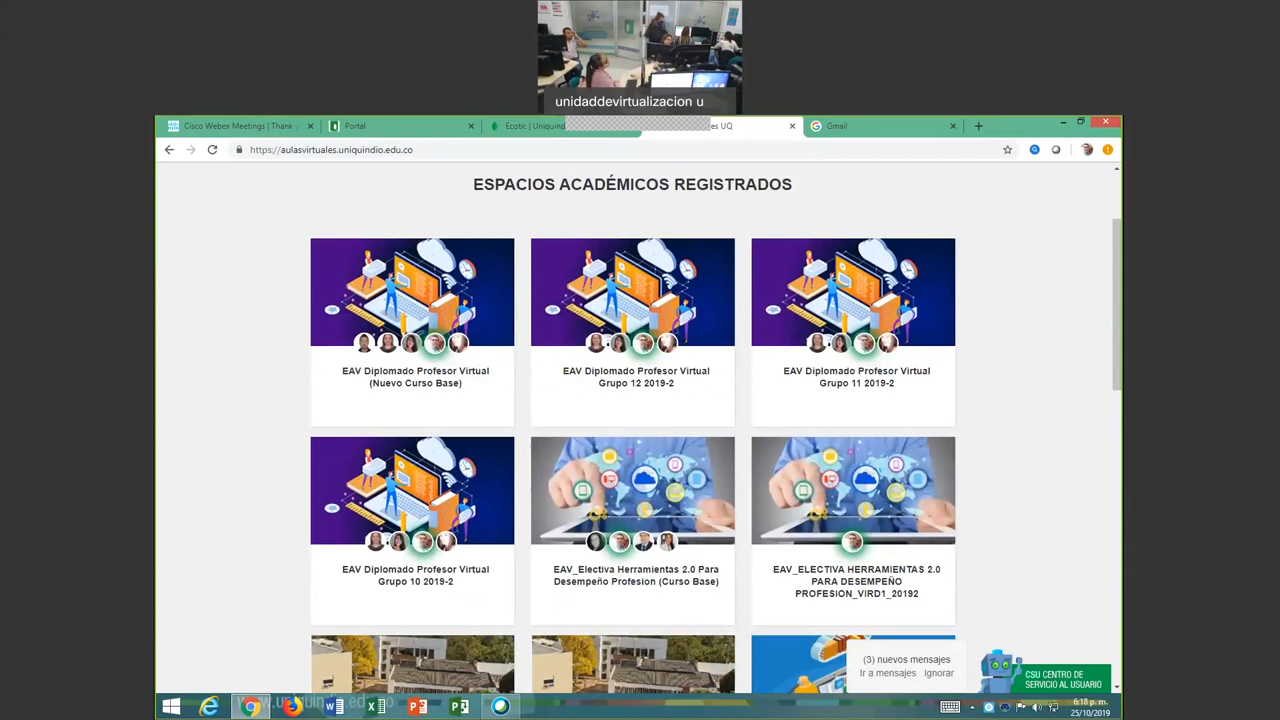 unidaddevirtualizacion u
Cisco Webex Meetings | Thank
Portal
Ecotic | Uniquind
es UQ
Gmail
https://aulasvirtuales.uniquindio.edu.co
ESPACIOS ACADÉMICOS REGISTRADOS
EAV Diplomado Profesor Virtual
(Nuevo Curso Base)
EAV Diplomado Profesor Virtual
Grupo 12 2019-2
EAV Diplomado Profesor Virtual
Grupo 11 2019-2
EAV Diplomado Profesor Virtual
Grupo 10 2019-2
EAV_Electiva Herramientas 2.0 Para
Desempeño Profesion (Curso Base)
EAV_ELECTIVA HERRAMIENTAS 2.0
PARA DESEMPEÑO
PROFESION_VIRD1_20192
(3) nuevos mensajes
Ir a mensajes Ignorar
CSU CENTRO DE
SERVICIO AL USUARIO
www.uniquindio.edu.co
6:18 p. m.
25/10/2019